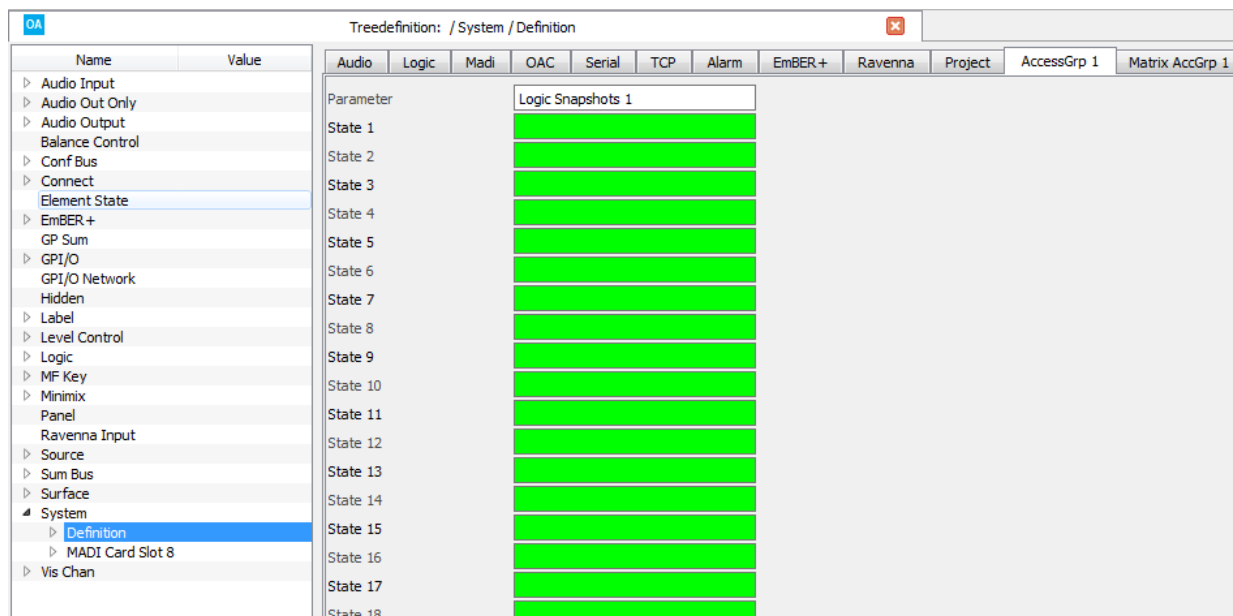 OA
Treedefinition: / System / Definition
Name Value
Audio Logic Madi OAC Serial TCP Alarm EmBER+ Ravenna Project AccessGrp 1 Matrix AccGrp 1
Audio Input
Audio Out Only
Audio Output
Balance Control
Conf Bus
Connect
Element State
EmBER+
GP Sum
GPI/O
GPI/O Network
Hidden
Label
Level Control
Logic
MF Key
Minimix
Panel
Ravenna Input
Source
Sum Bus
Surface
System
Definition
MADI Card Slot 8
Vis Chan
Parameter Logic Snapshots 1
State 1
State 2
State 3
State 4
State 5
State 6
State 7
State 8
State 9
State 10
State 11
State 12
State 13
State 14
State 15
State 16
State 17
State 18